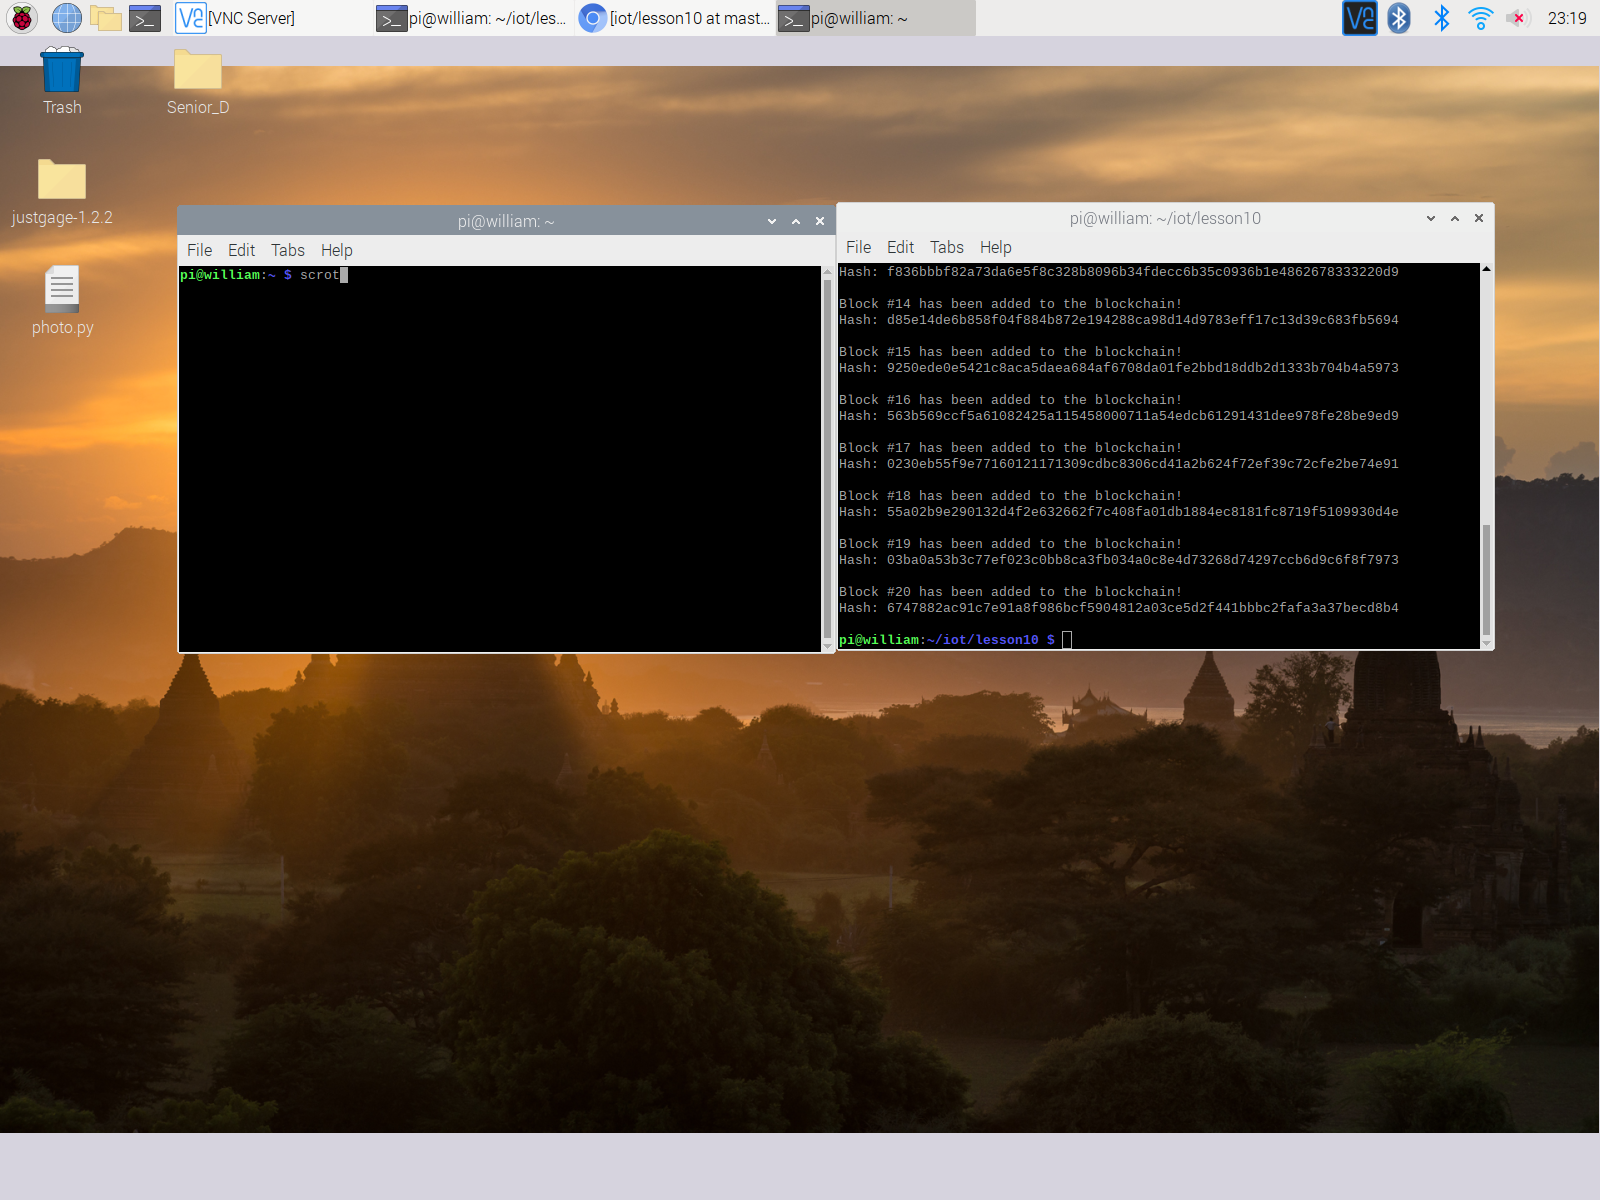 [VNC Server]
pi@william: ~/iot/les...
[iot/lesson10 at mast...
pi@william: ~
23:19
Trash
Senior_D
justgage-1.2.2
photo.py
pi@william: ~
File Edit Tabs Help
pi@william:~ $ scrot
pi@william: ~/iot/lesson10
File Edit Tabs Help
Hash: f836bbbf82a73da6e5f8c328b8096b34fdecc6b35c0936b1e4862678333220d9
Block #14 has been added to the blockchain!
Hash: d85e14de6b858f04f884b872e194288ca98d14d9783eff17c13d39c683fb5694
Block #15 has been added to the blockchain!
Hash: 9250ede0e5421c8aca5daea684af6708da01fe2bbd18ddb2d1333b704b4a5973
Block #16 has been added to the blockchain!
Hash: 563b569ccf5a61082425a115458000711a54edcb61291431dee978fe28be9ed9
Block #17 has been added to the blockchain!
Hash: 0230eb55f9e77160121171309cdbc8306cd41a2b624f72ef39c72cfe2be74e91
Block #18 has been added to the blockchain!
Hash: 55a02b9e290132d4f2e632662f7c408fa01db1884ec8181fc8719f5109930d4e
Block #19 has been added to the blockchain!
Hash: 03ba0a53b3c77ef023c0bb8ca3fb034a0c8e4d73268d74297ccb6d9c6f8f7973
Block #20 has been added to the blockchain!
Hash: 6747882ac91c7e91a8f986bcf5904812a03ce5d2f441bbbc2fafa3a37becd8b4
pi@william:~/iot/lesson10 $